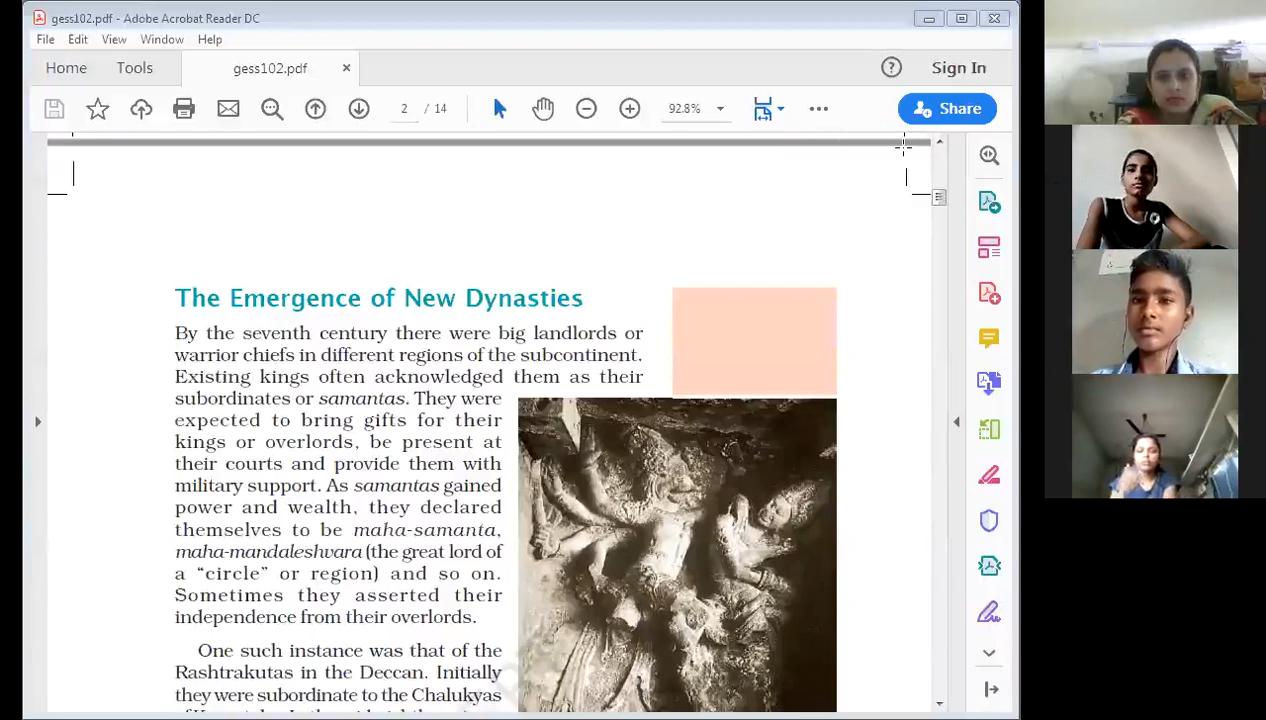 gess102.pdf - Adobe Acrobat Reader DC
File Edit View Window Help
Home Tools gess102.pdf × ? Sign In
2 / 14 92.8% Share
The Emergence of New Dynasties
By the seventh century there were big landlords or
warrior chiefs in different regions of the subcontinent.
Existing kings often acknowledged them as their
subordinates or samantas. They were
expected to bring gifts for their
kings or overlords, be present at
their courts and provide them with
military support. As samantas gained
power and wealth, they declared
themselves to be maha-samanta,
maha-mandaleshvara (the great lord of
a “circle” or region) and so on.
Sometimes they asserted their
independence from their overlords.
One such instance was that of the
Rashtrakutas in the Deccan. Initially
they were subordinate to the Chalukyas